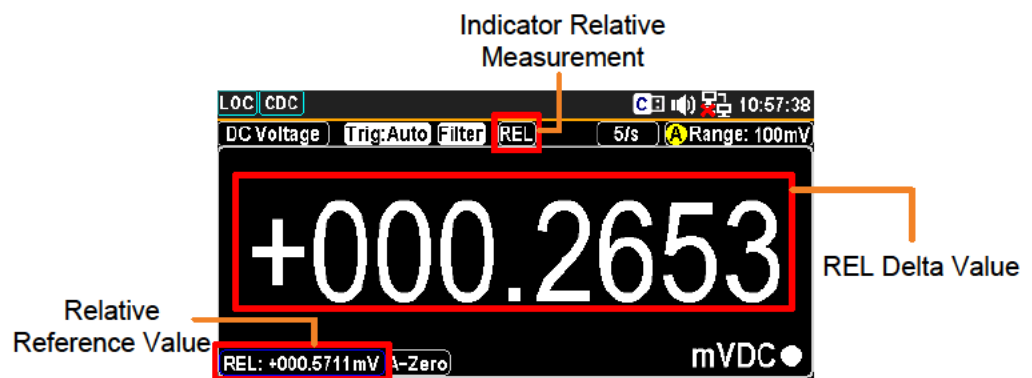 Indicator Relative
Measurement
LOC CDC C 10:57:38
DC Voltage Trig:Auto Filter REL 5/s A Range: 100mV
+000.2653
REL Delta Value
Relative
Reference Value
REL: +000.5711mV A-Zero mVDC